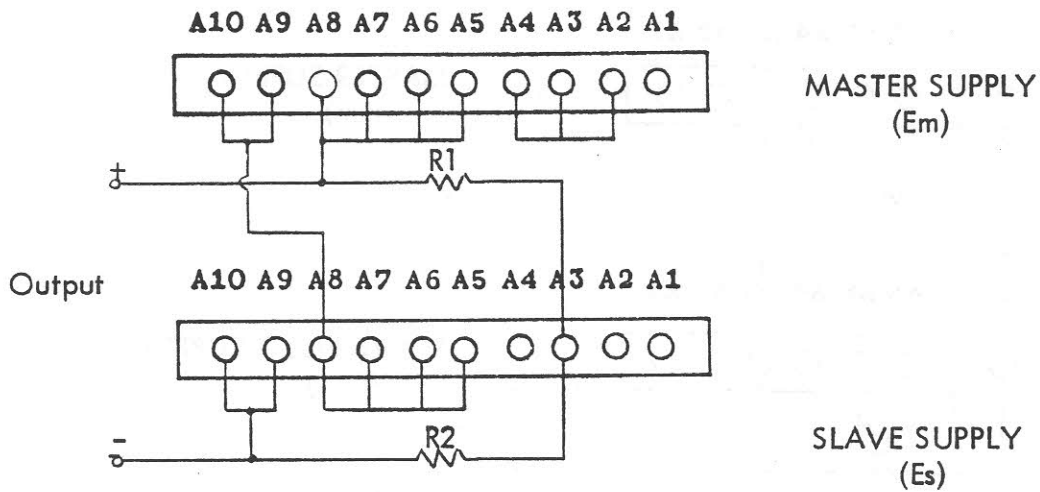 A10 A9 A8 A7 A6 A5 A4 A3 A2 A1
MASTER SUPPLY
(Em)
R1
+
Output
A10 A9 A8 A7 A6 A5 A4 A3 A2 A1
R2
-
SLAVE SUPPLY
(Es)